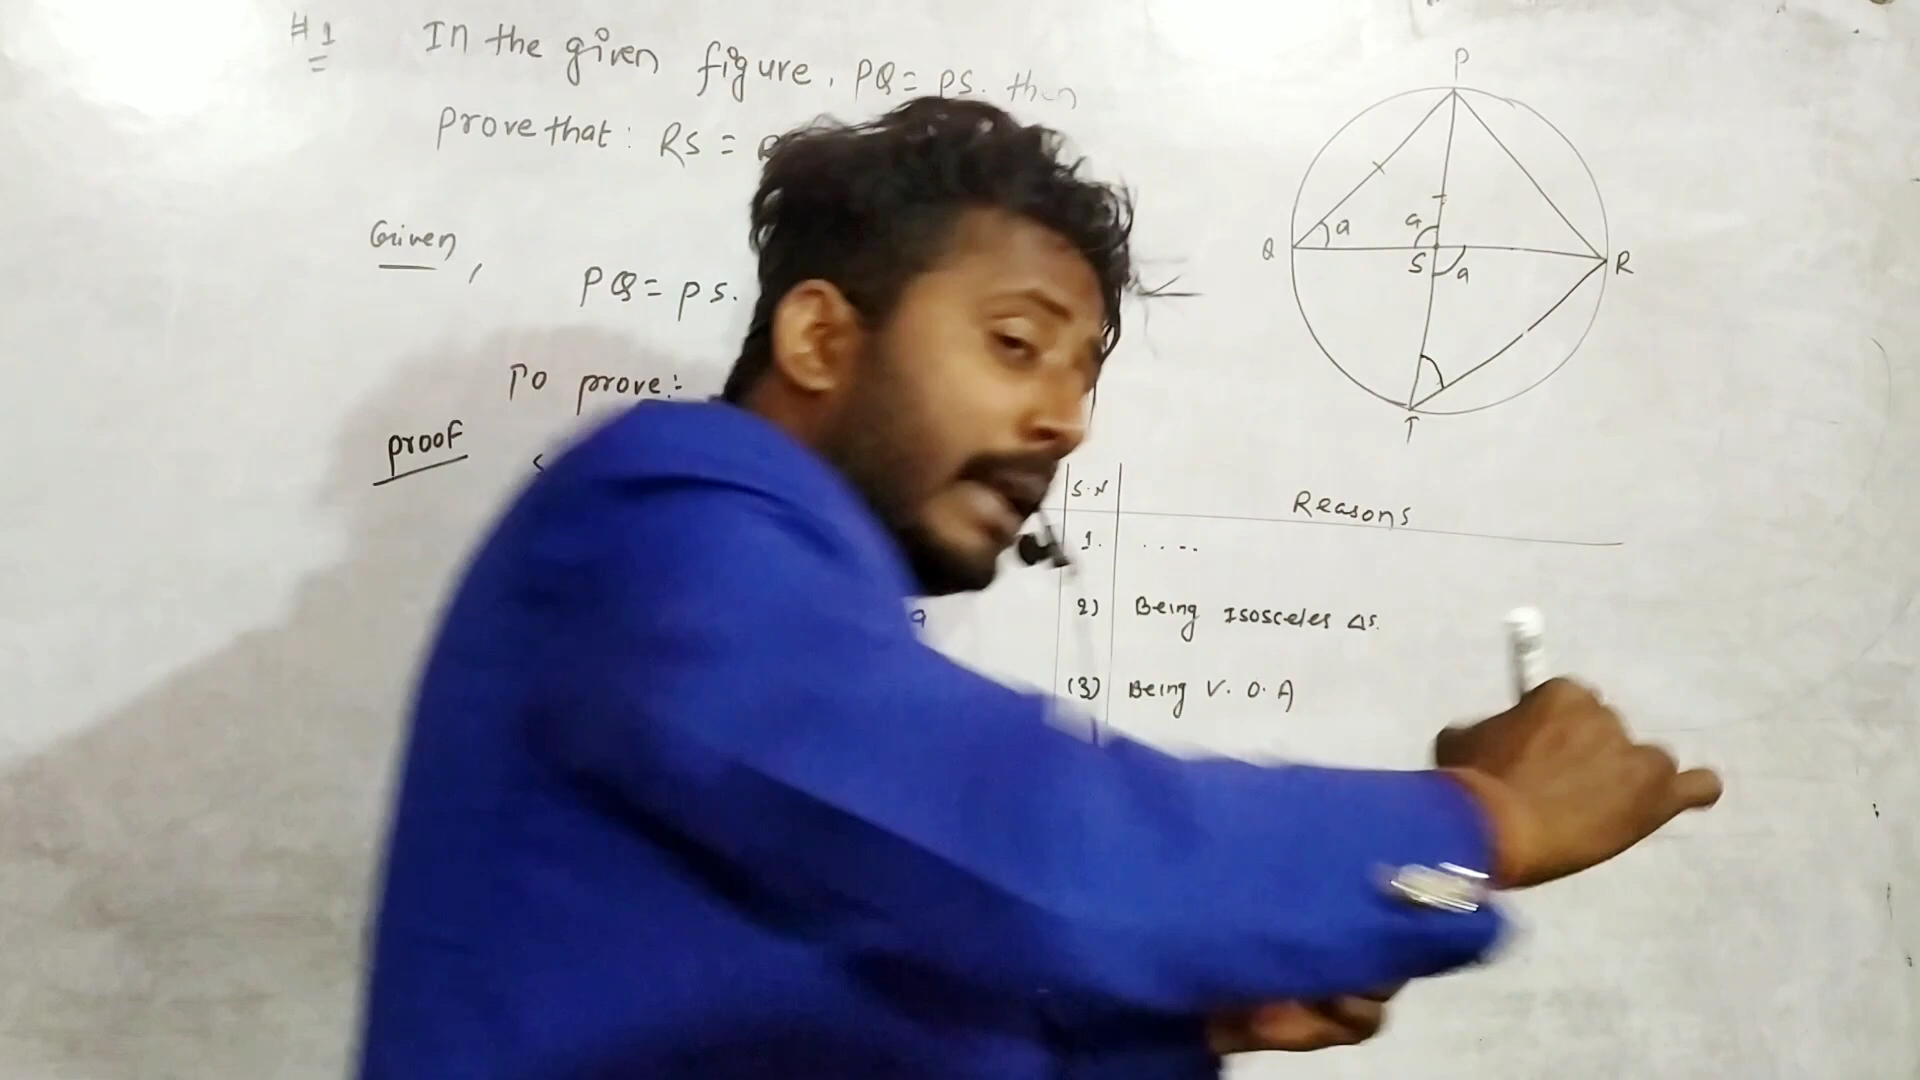 #1 In the given figure, PQ = PS. then
prove that: RS =
Given,
PQ = PS.
To prove:-
proof
S.N Reasons
1. ....
a 2) Being Isosceles Δs.
(3) Being V. O. A
P
Q a a S a R
T